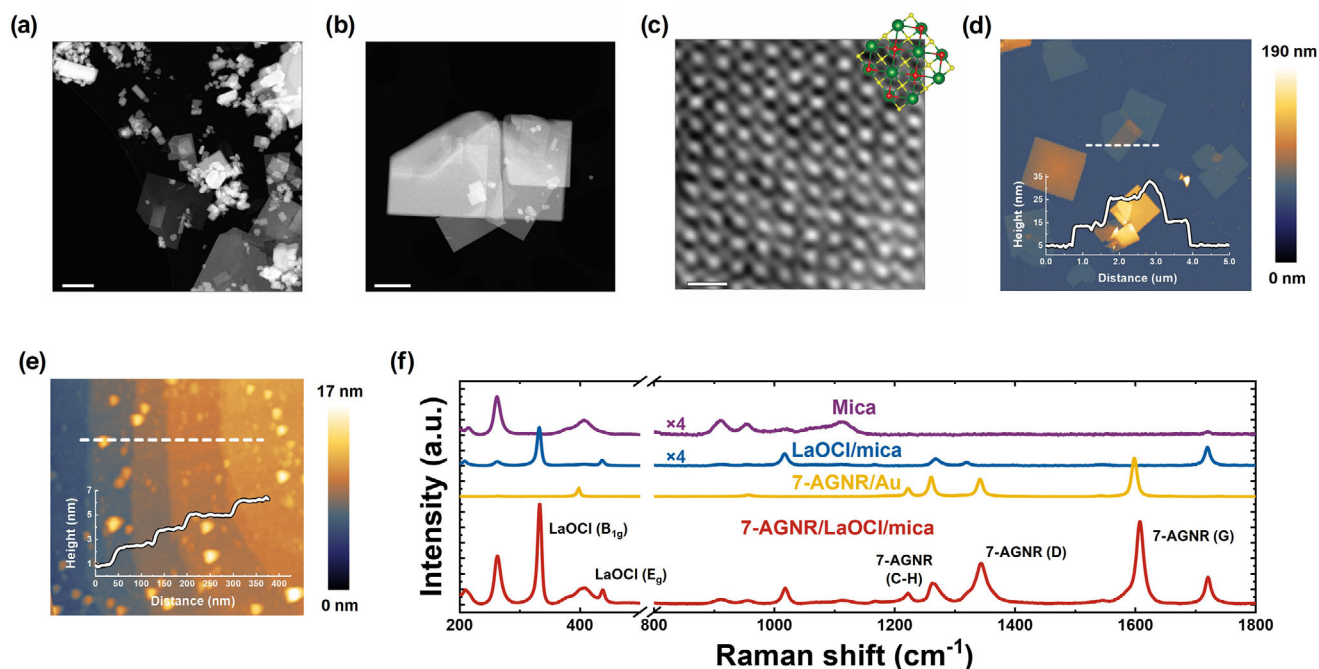 (a)
(b)
(c)
(d)
190 nm
0 nm
Height (nm)
35
25
15
5
0.0 1.0 2.0 3.0 4.0 5.0
Distance (um)
(e)
17 nm
0 nm
Height (nm)
7
5
3
1
0 50 100 150 200 250 300 350 400
Distance (nm)
(f)
Intensity (a.u.)
Mica
×4
LaOCl/mica
×4
7-AGNR/Au
7-AGNR/LaOCl/mica
LaOCl (B1g)
LaOCl (Eg)
7-AGNR
(C-H)
7-AGNR (D)
7-AGNR (G)
200 400 800 1000 1200 1400 1600 1800
Raman shift (cm-1)